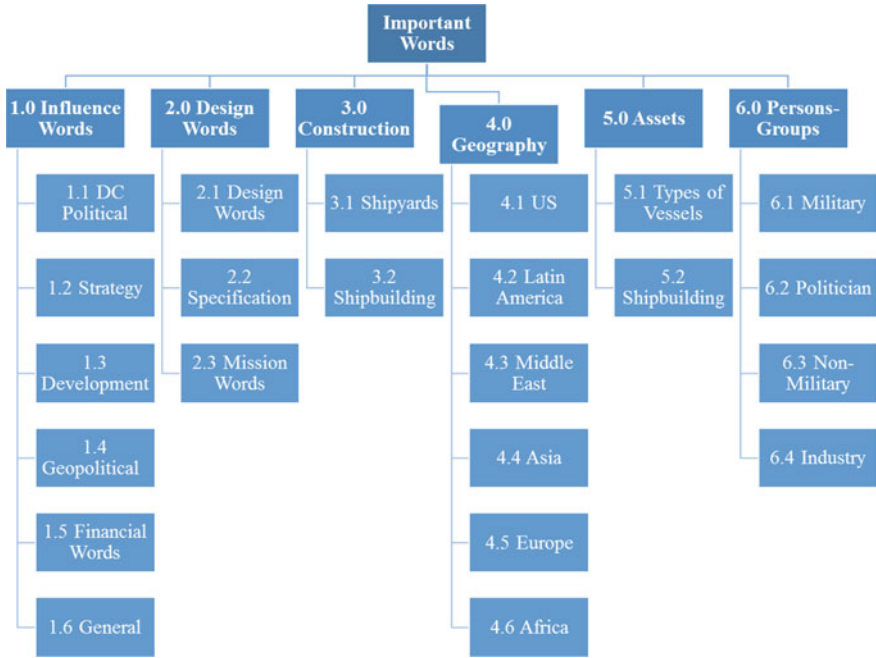 Important
Words
1.0 Influence
Words
1.1 DC
Political
1.2 Strategy
1.3
Development
1.4
Geopolitical
1.5 Financial
Words
1.6 General
2.0 Design
Words
2.1 Design
Words
2.2
Specification
2.3 Mission
Words
3.0
Construction
3.1 Shipyards
3.2
Shipbuilding
4.0
Geography
4.1 US
4.2 Latin
America
4.3 Middle
East
4.4 Asia
4.5 Europe
4.6 Africa
5.0 Assets
5.1 Types of
Vessels
5.2
Shipbuilding
6.0 Persons-
Groups
6.1 Military
6.2 Politician
6.3 Non-
Military
6.4 Industry